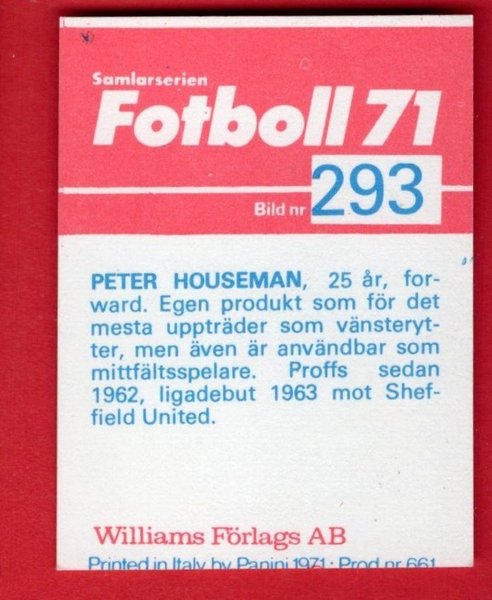 Samlarserien
Fotboll 71
Bild nr 293
PETER HOUSEMAN, 25 år, for-
ward. Egen produkt som för det
mesta uppträder som vänsterytt-
ter, men även är användbar som
mittfältsspelare. Proffs sedan
1962, ligadebut 1963 mot Shef-
field United.
Williams Förlags AB
Printed in Italy by Panini 1971 · Prod nr 661